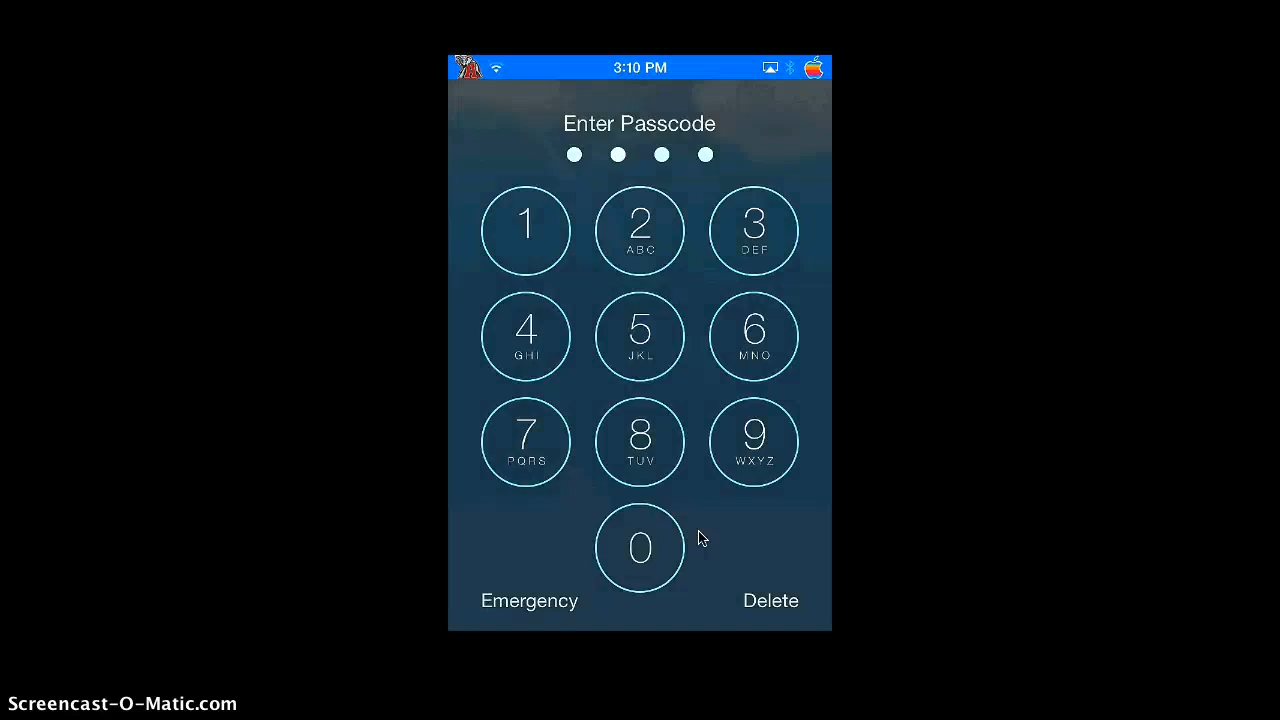 3:10 PM
Enter Passcode
1 2 3
ABC DEF
4 5 6
GHI JKL MNO
7 8 9
PQRS TUV WXYZ
0
Emergency Delete
Screencast-O-Matic.com